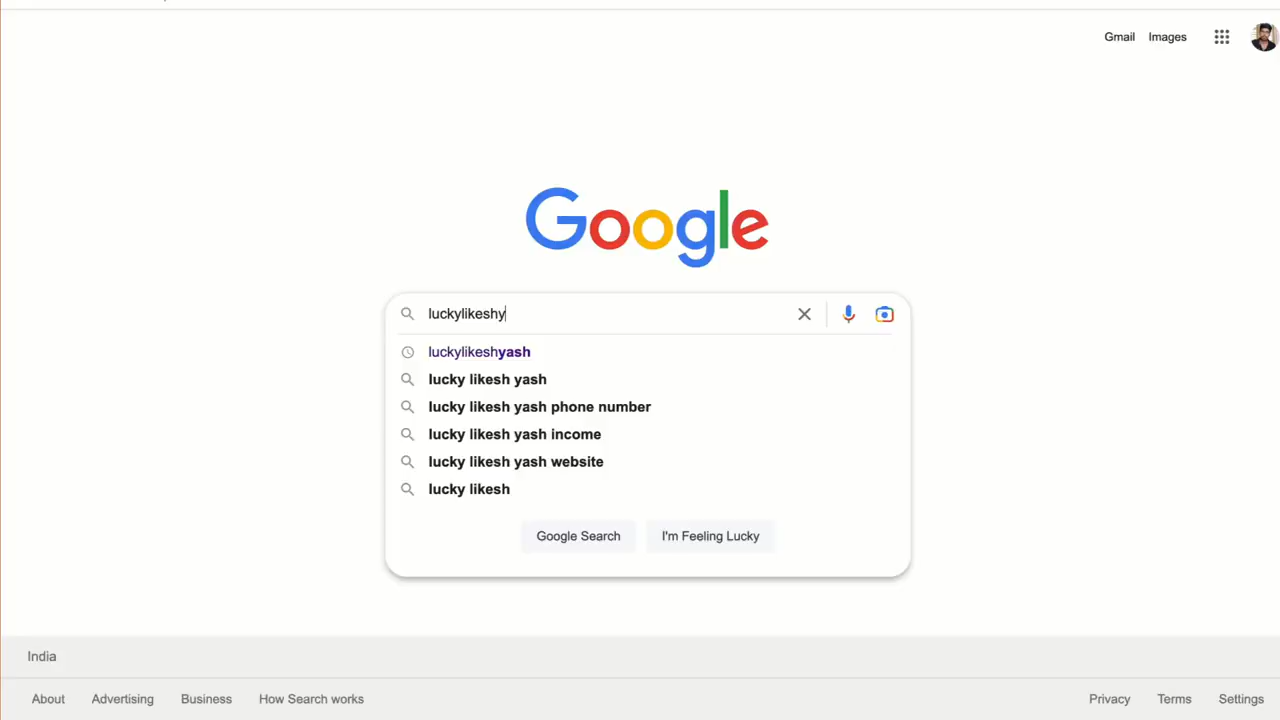 Gmail Images
Google
luckylikeshy
luckylikeshyash
lucky likesh yash
lucky likesh yash phone number
lucky likesh yash income
lucky likesh yash website
lucky likesh
Google Search I'm Feeling Lucky
India
About Advertising Business How Search works Privacy Terms Settings